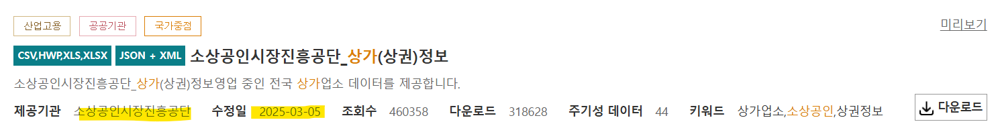 산업고용 공공기관 국가중점 미리보기
CSV,HWP,XLS,XLSX JSON + XML 소상공인시장진흥공단_상가(상권)정보
소상공인시장진흥공단_상가(상권)정보영업 중인 전국 상가업소 데이터를 제공합니다.
제공기관 소상공인시장진흥공단 수정일 2025-03-05 조회수 460358 다운로드 318628 주기성 데이터 44 키워드 상가업소,소상공인,상권정보 다운로드